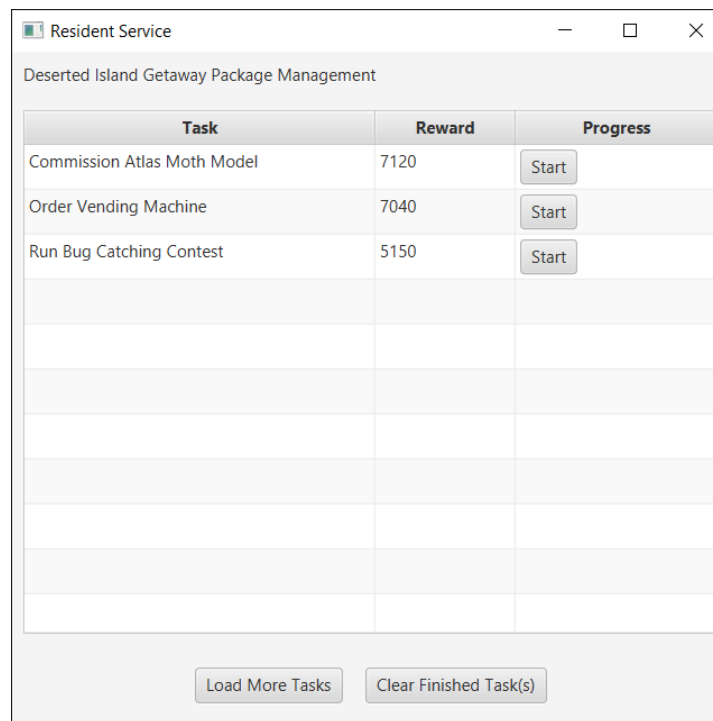 Resident Service
Deserted Island Getaway Package Management
Task Reward Progress
Commission Atlas Moth Model 7120 Start
Order Vending Machine 7040 Start
Run Bug Catching Contest 5150 Start
Load More Tasks Clear Finished Task(s)